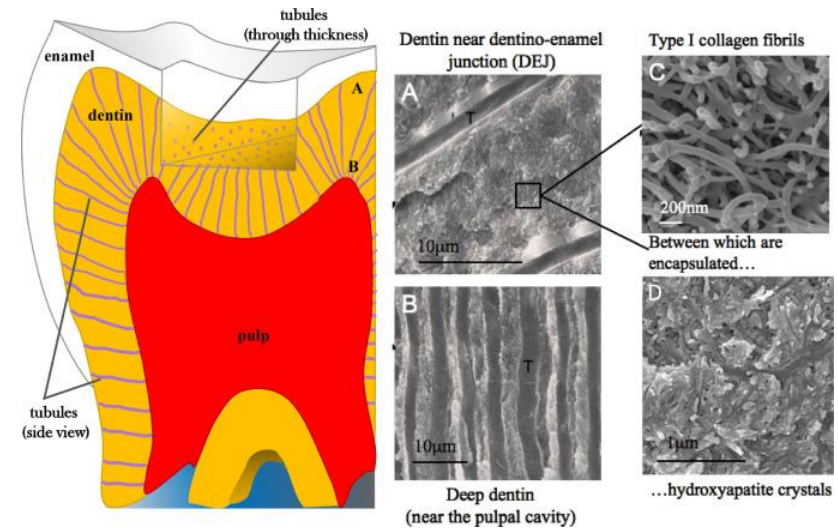 tubules
(through thickness)
enamel
dentin
A
B
pulp
tubules
(side view)
Dentin near dentino-enamel
junction (DEJ)
A
T
10μm
B
T
10μm
Deep dentin
(near the pulpal cavity)
Type I collagen fibrils
C
200nm
Between which are
encapsulated…
D
1μm
…hydroxyapatite crystals